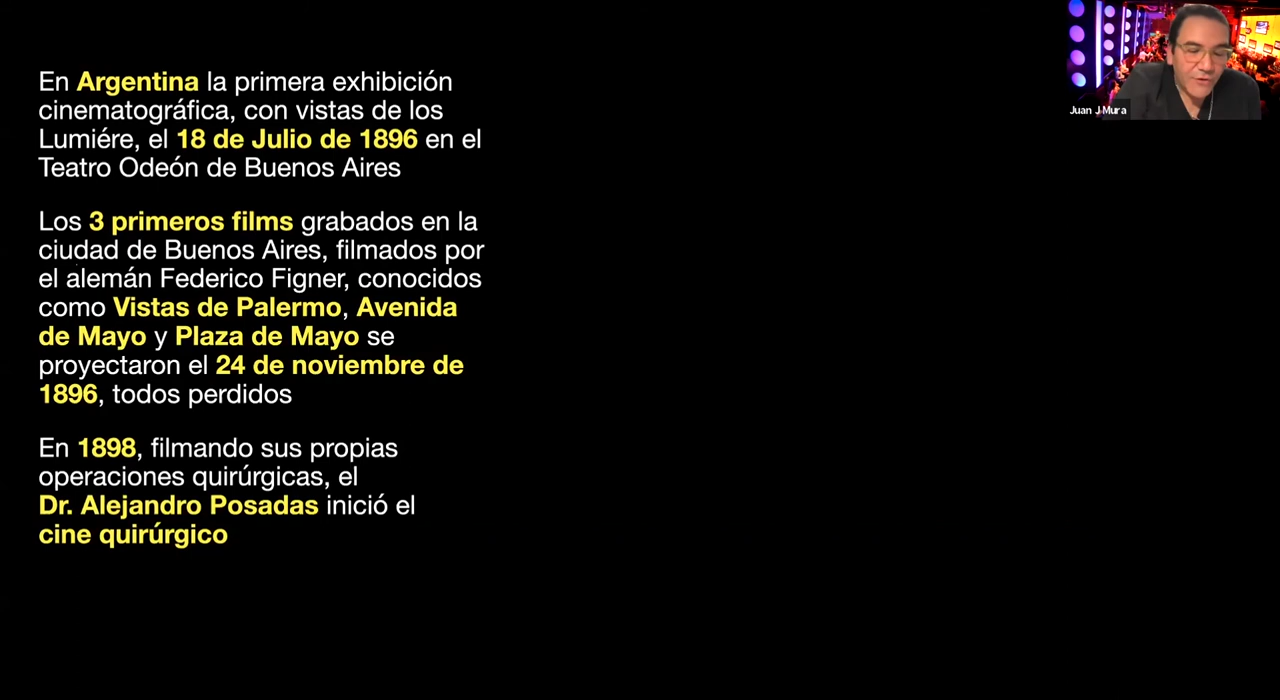 En Argentina la primera exhibición
cinematográfica, con vistas de los
Lumiére, el 18 de Julio de 1896 en el
Teatro Odeón de Buenos Aires
Los 3 primeros films grabados en la
ciudad de Buenos Aires, filmados por
el alemán Federico Figner, conocidos
como Vistas de Palermo, Avenida
de Mayo y Plaza de Mayo se
proyectaron el 24 de noviembre de
1896, todos perdidos
En 1898, filmando sus propias
operaciones quirúrgicas, el
Dr. Alejandro Posadas inició el
cine quirúrgico
Juan J Mura